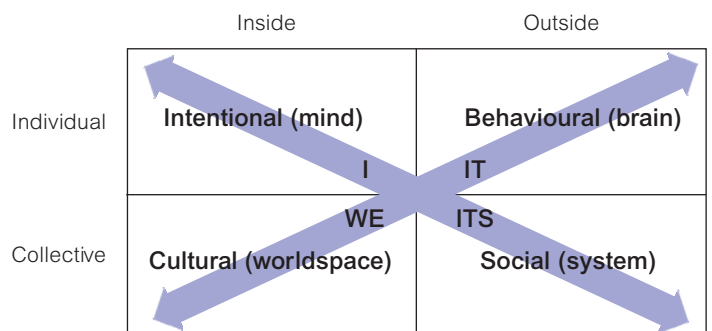 Inside Outside
Individual
Intentional (mind) Behavioural (brain)
I IT
WE ITS
Collective
Cultural (worldspace) Social (system)